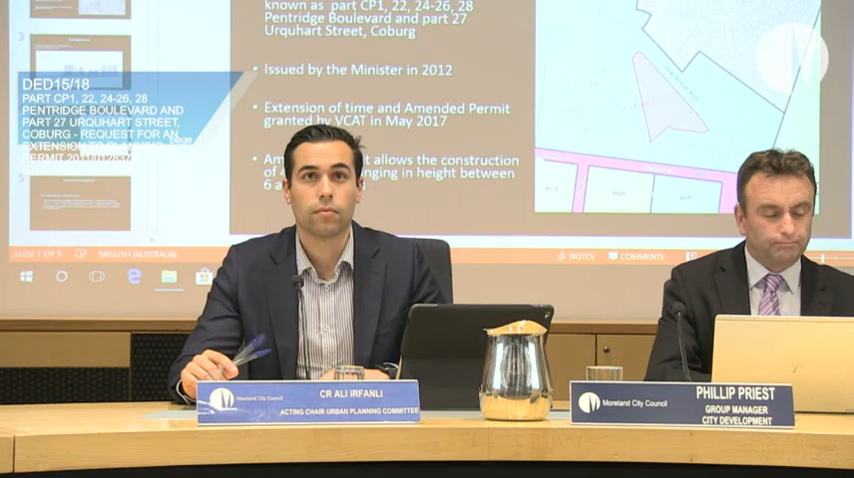 known as part CP1, 22, 24-26, 28
Pentridge Boulevard and part 27
Urquhart Street, Coburg
Issued by the Minister in 2012
Extension of time and Amended Permit
granted by VCAT in May 2017
allows the construction
in height between
DED15/18
PART CP1, 22, 24-26, 28
PENTRIDGE BOULEVARD AND
PART 27 URQUHART STREET,
COBURG - REQUEST FOR AN
EXTENSION TO PLANNING
PERMIT
3
5
SLIDE 1 OF 5
ENGLISH (AUSTRALIA)
NOTES
COMMENTS
Moreland City Council
CR ALI IRFANLI
ACTING CHAIR URBAN PLANNING COMMITTEE
Moreland City Council
PHILLIP PRIEST
GROUP MANAGER
CITY DEVELOPMENT